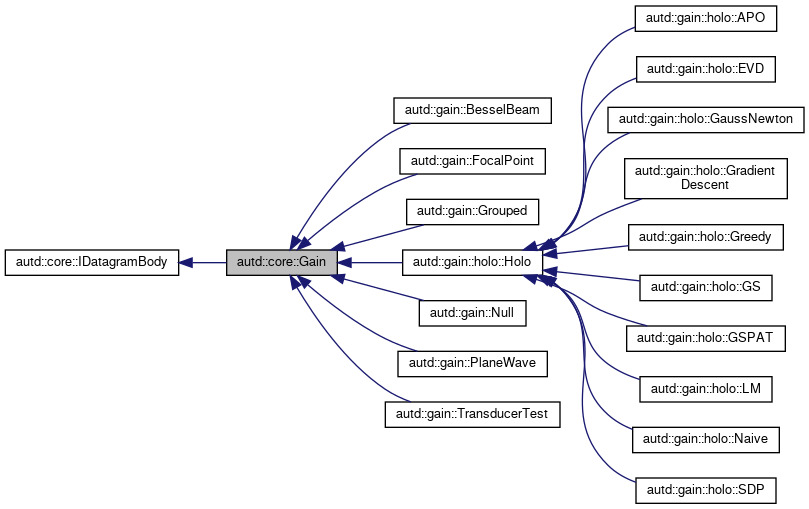 autd::core::IDatagramBody
autd::core::Gain
autd::gain::BesselBeam
autd::gain::FocalPoint
autd::gain::Grouped
autd::gain::holo::Holo
autd::gain::Null
autd::gain::PlaneWave
autd::gain::TransducerTest
autd::gain::holo::APO
autd::gain::holo::EVD
autd::gain::holo::GaussNewton
autd::gain::holo::Gradient
Descent
autd::gain::holo::Greedy
autd::gain::holo::GS
autd::gain::holo::GSPAT
autd::gain::holo::LM
autd::gain::holo::Naive
autd::gain::holo::SDP